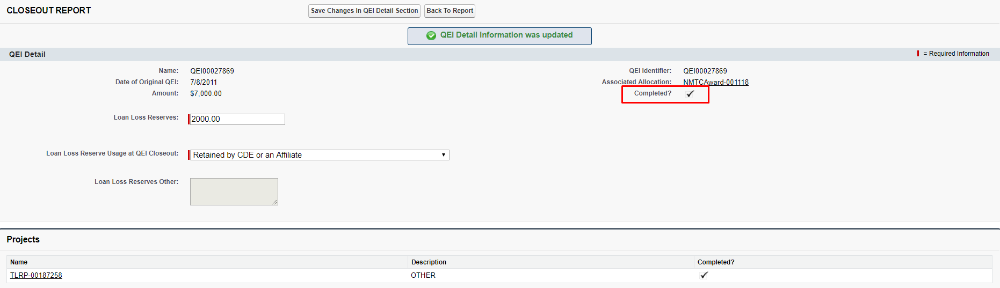 CLOSEOUT REPORT
Save Changes In QEI Detail Section Back To Report
QEI Detail Information was updated
QEI Detail
= Required Information
Name: QEI00027869
QEI Identifier: QEI00027869
Date of Original QEI: 7/8/2011
Associated Allocation: NMTCAward-001118
Amount: $7,000.00
Completed?
Loan Loss Reserves: 2000.00
Loan Loss Reserve Usage at QEI Closeout: Retained by CDE or an Affiliate
Loan Loss Reserves Other:
Projects
Name Description Completed?
TLRP-00187258 OTHER